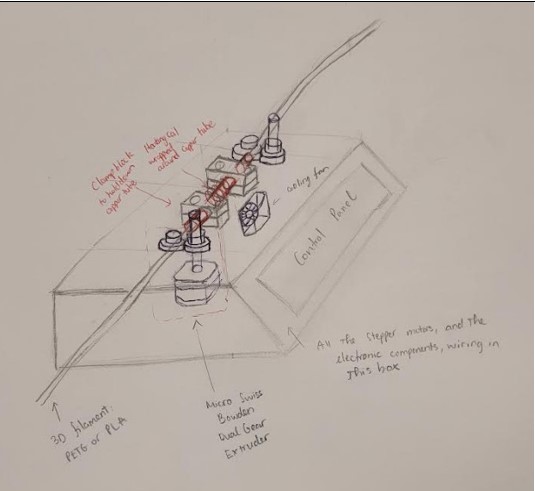 Heating Coil
wrapped
around copper tube
Clamp block
to hold down
copper tube
cooling fan
Control Panel
All The Stepper motors, and The
electronic components, wiring in
This box
Micro Swiss
Bowden
Dual Gear
Extruder
3D filament,
PETG or PLA